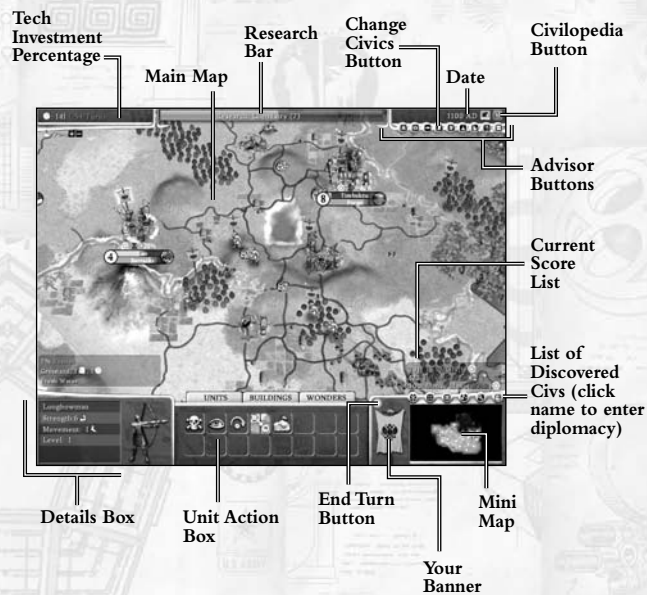 Tech
Investment
Percentage
Main Map
Research
Bar
Change
Civics
Button
Date
Civilopedia
Button
Advisor
Buttons
Current
Score
List
List of
Discovered
Civs (click
name to enter
diplomacy)
8
4
UNITS
BUILDINGS
WONDERS
Longbowman
Strength: 6
Movement: 1
Level: 1
Details Box
Unit Action
Box
End Turn
Button
Your
Banner
Mini
Map